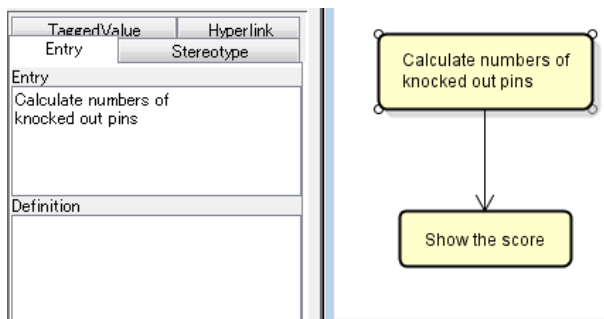 TaggedValue
Hyperlink
Entry
Stereotype
Entry
Calculate numbers of
knocked out pins
Definition
Calculate numbers of
knocked out pins
Show the score